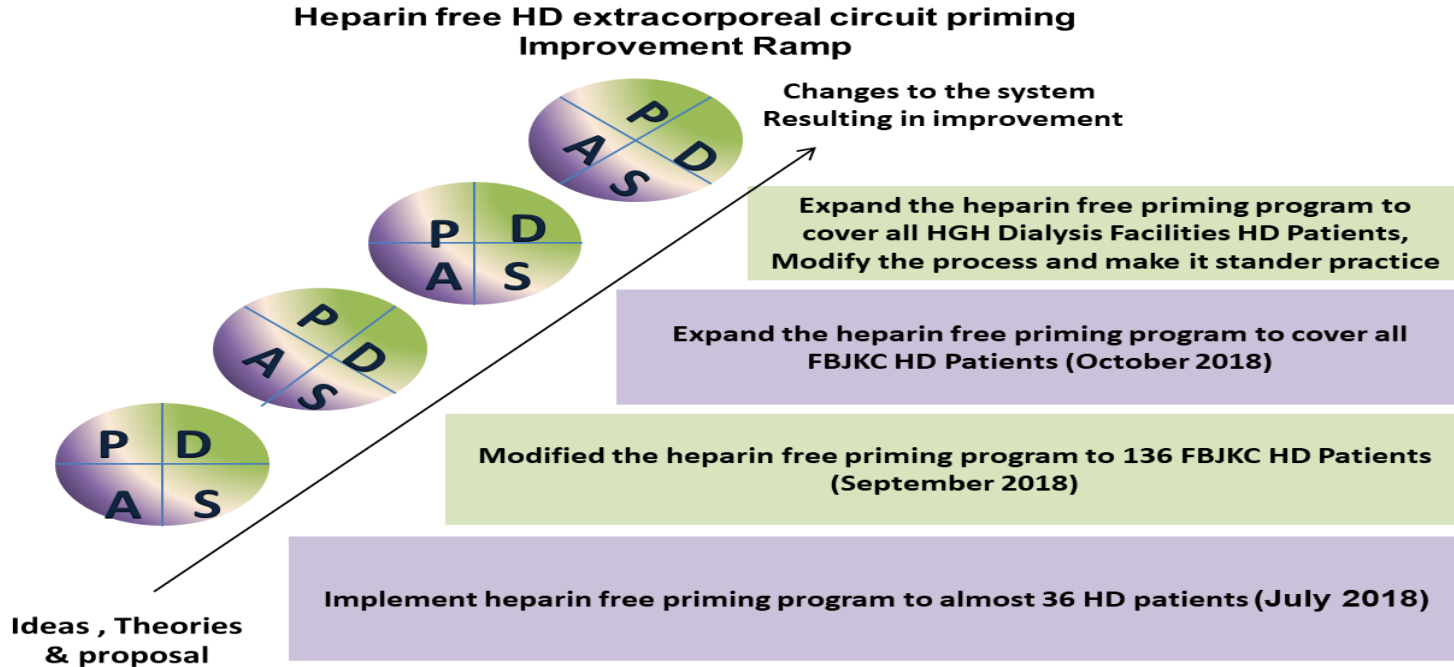 Heparin free HD extracorporeal circuit priming
Improvement Ramp
Changes to the system
Resulting in improvement
P D
A S
P D
A S
P D
A S
P D
A S
Expand the heparin free priming program to
cover all HGH Dialysis Facilities HD Patients,
Modify the process and make it stander practice
Expand the heparin free priming program to cover all
FBJKC HD Patients (October 2018)
Modified the heparin free priming program to 136 FBJKC HD Patients
(September 2018)
Implement heparin free priming program to almost 36 HD patients (July 2018)
Ideas , Theories
& proposal